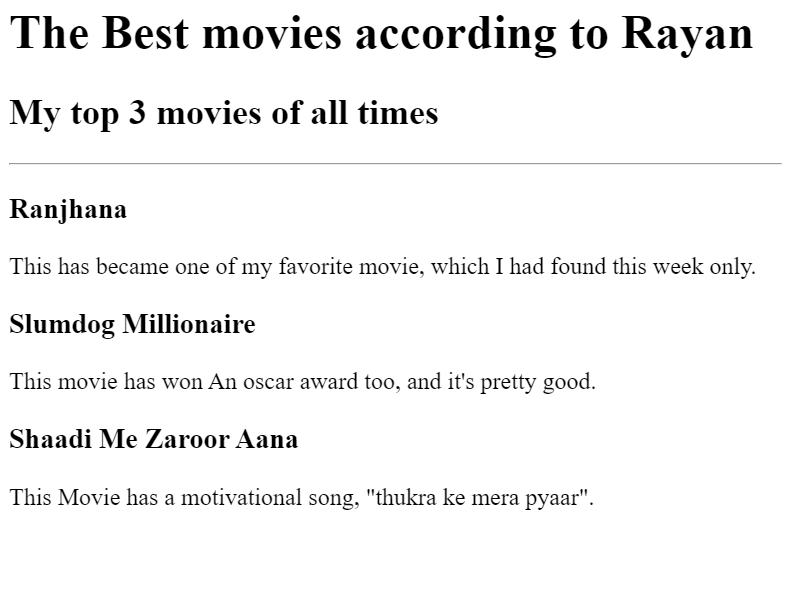 The Best movies according to Rayan
My top 3 movies of all times
Ranjhana
This has became one of my favorite movie, which I had found this week only.
Slumdog Millionaire
This movie has won An oscar award too, and it's pretty good.
Shaadi Me Zaroor Aana
This Movie has a motivational song, "thukra ke mera pyaar".